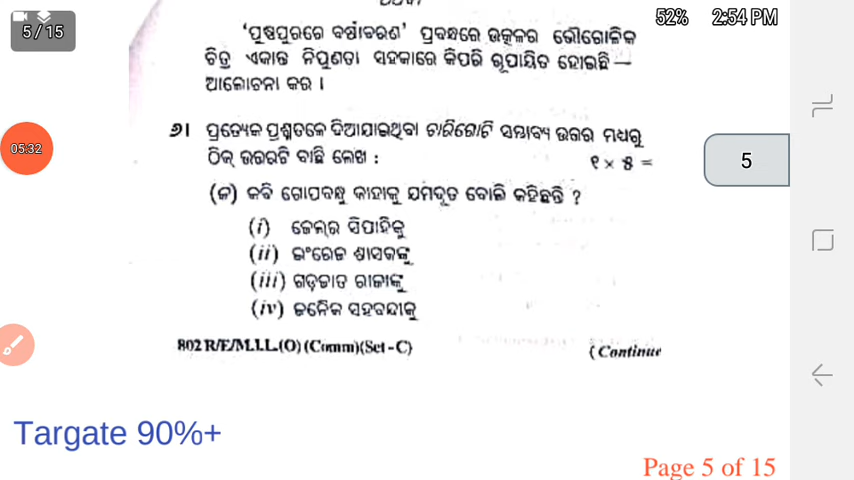 52% 2:54 PM
5 / 15
‘ପୁଷପୁରରେ ବର୍ଷାବରଣ’ ପ୍ରବନ୍ଧରେ ଉତ୍କଳର ଭୌଗୋଳିକ
ଚିତ୍ର ଏକାନ୍ତ ନିପୁଣତା ସହକାରେ କିପରି ରୂପାୟିତ ହୋଇଛି —
ଆଲୋଚନା କର ।
୬। ପ୍ରତ୍ୟେକ ପ୍ରଶ୍ନତଳେ ଦିଆଯାଇଥିବା ଚାରିଗୋଟି ସମ୍ଭାବ୍ୟ ଉତ୍ତର ମଧ୍ୟରୁ
ଠିକ୍ ଉତ୍ତରଟି ବାଛି ଲେଖ : ୧ × ୫ =
05:32
5
(କ) କବି ଗୋପବନ୍ଧୁ କାହାକୁ ଯମଦୂତ ବୋଲି କହିଛନ୍ତି ?
(i) ଜେଲ୍‌ର ସିପାହିକୁ
(ii) ଇଂରେଜ ଶାସକଙ୍କୁ
(iii) ଗଡ଼ଜାତ ରାଜାଙ୍କୁ
(iv) ଜନୈକ ସହବନ୍ଦୀକୁ
802 R/E/M.I.L.(O) (Comm)(Set-C) (Continue
Targate 90%+
Page 5 of 15